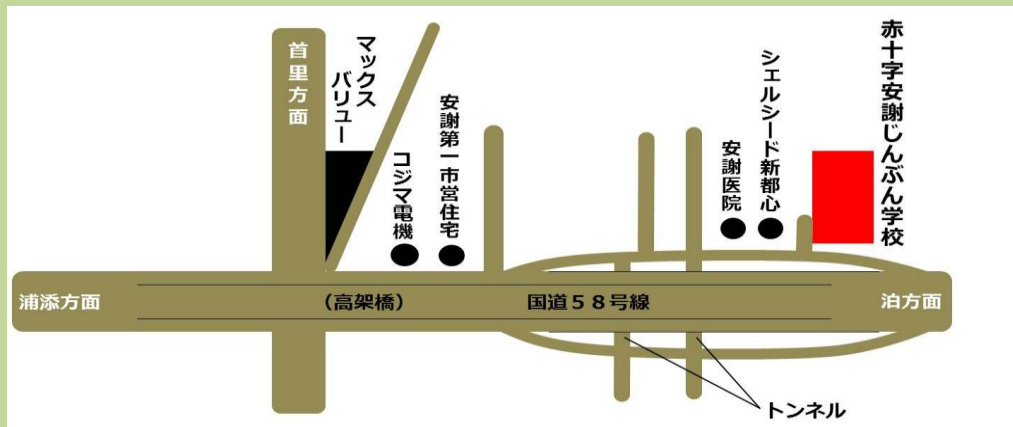 首里方面
マックス
バリュー
コジマ電機
安謝第一市営住宅
安謝医院
シェルシード新都心
赤十字安謝じんぶん学校
浦添方面
(高架橋)
国道58号線
泊方面
トンネル